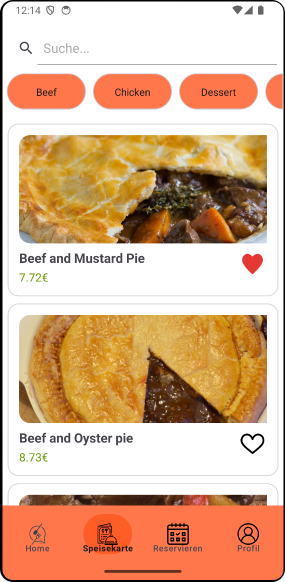 12:14
Suche...
Beef Chicken Dessert
Beef and Mustard Pie
7.72€
Beef and Oyster pie
8.73€
Home Speisekarte Reservieren Profil